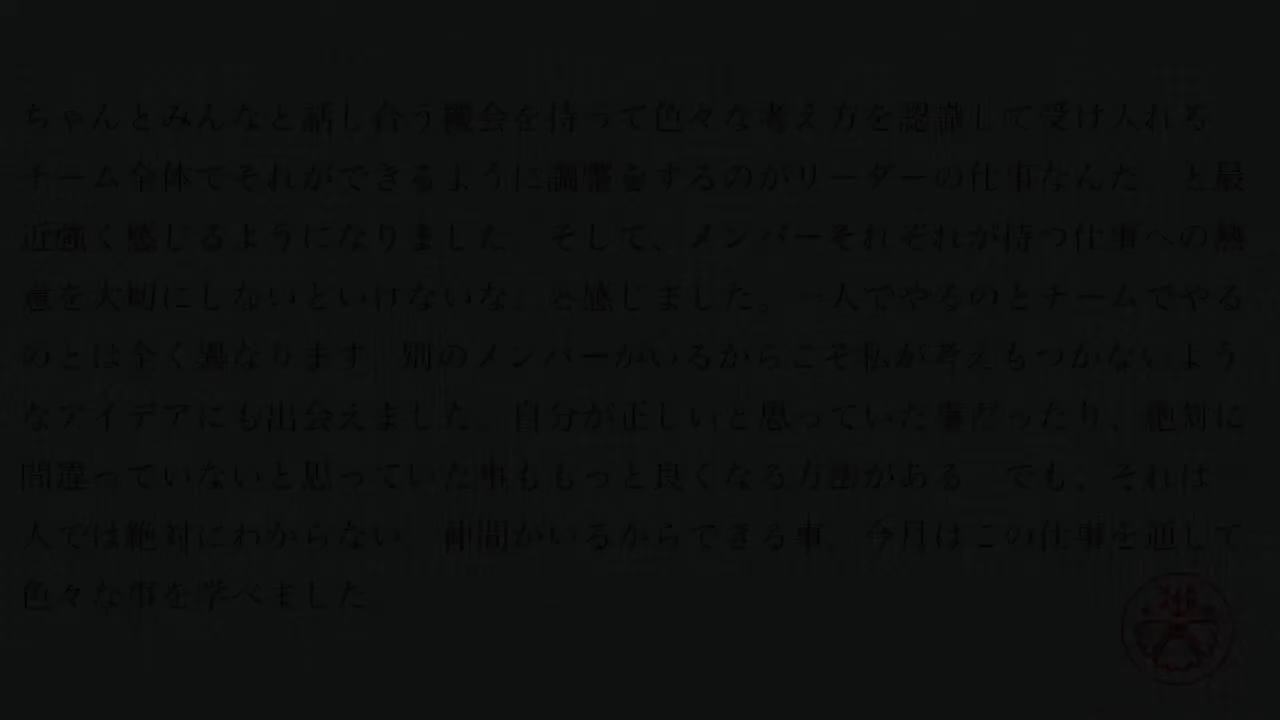 ちゃんとみんなと話し合う機会を持って色々な考え方を認識して受け入れる
チーム全体でそれができるように調整をするのがリーダーの仕事なんだ。と最
近強く感じるようになりました。そして、メンバーそれぞれが持つ仕事への熱
意を大切にしないといけないな。と感じました。一人でやるのとチームでやる
のとは全く異なります。別のメンバーがいるからこそ私が考えもつかないよう
なアイデアにも出会えました。自分が正しいと思っていた事だったり、絶対に
間違っていないと思っていた事ももっと良くなる方面がある。でも、それは一
人では絶対にわからない。仲間がいるからできる事。今月はこの仕事を通して
色々な事を学べました。